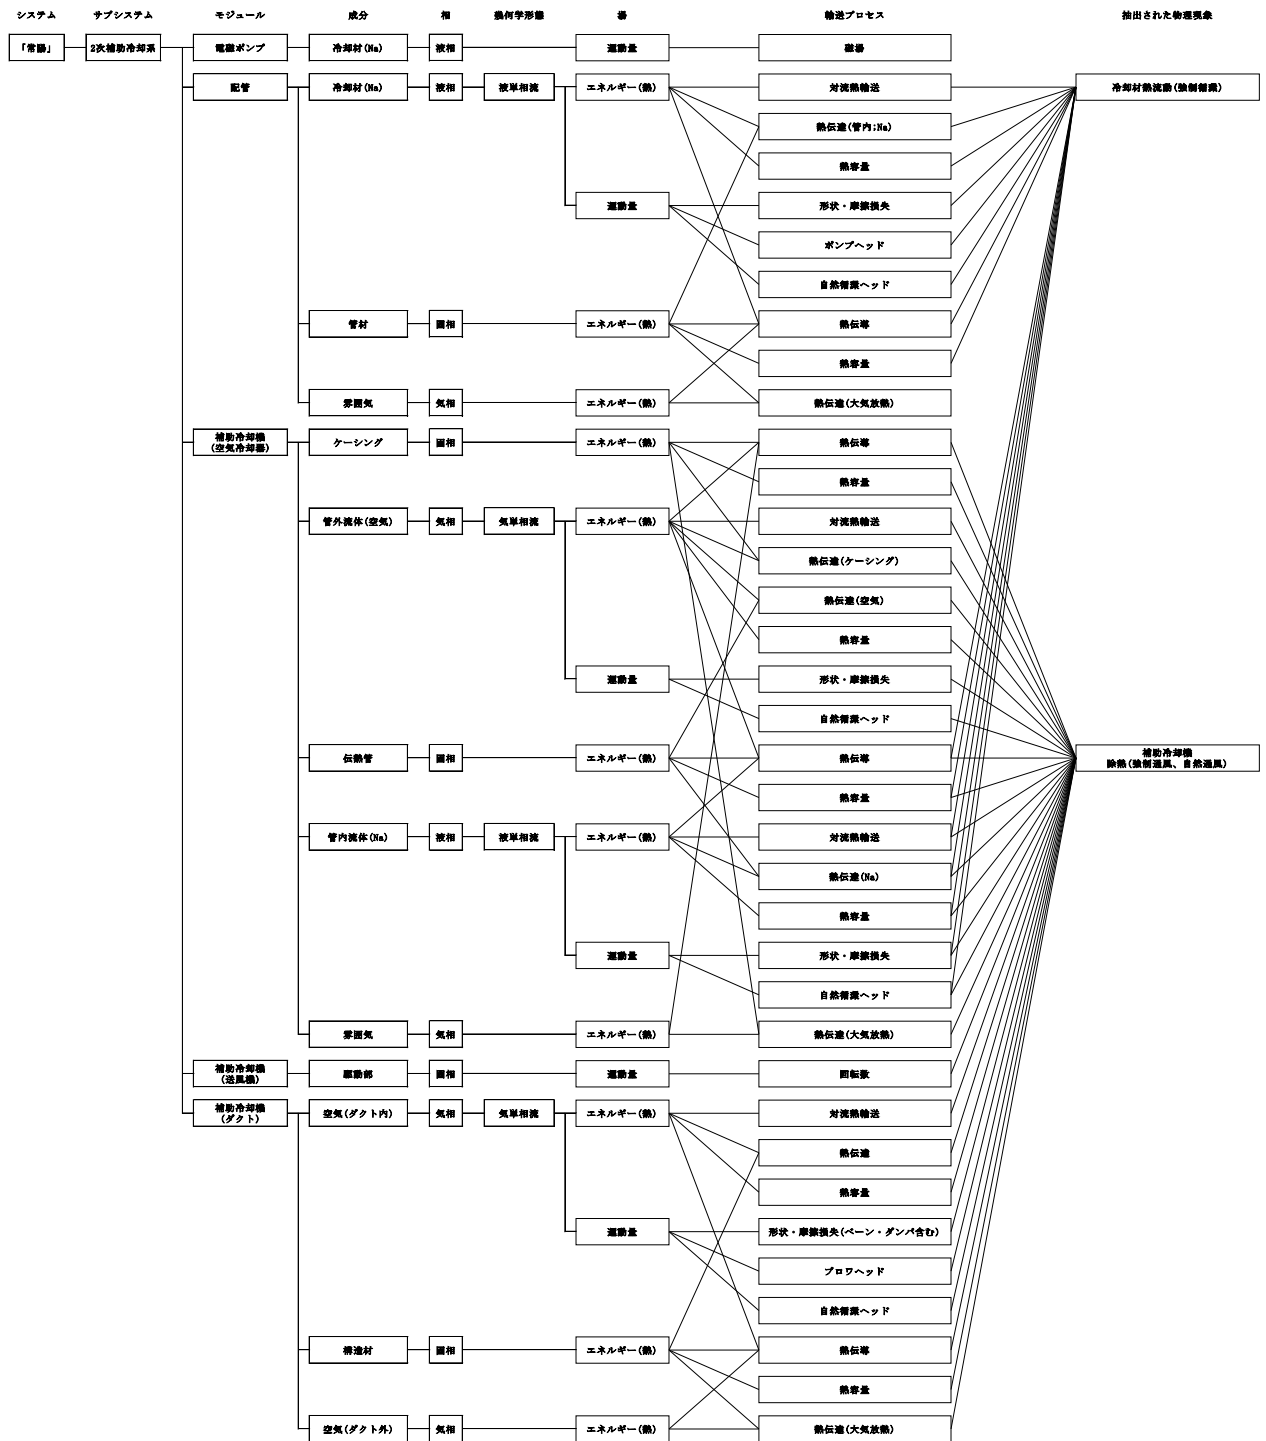 システム サブシステム モジュール 成分 相 幾何学形態 場 輸送プロセス 抽出された物理現象
「常陽」 2次補助冷却系 電磁ポンプ 冷却材(Na) 液相 運動量 磁場
配管 冷却材(Na) 液相 液単相流 エネルギー(熱) 対流熱輸送 冷却材熱流動(強制循環)
熱伝達(管内;Na)
熱容量
運動量 形状・摩擦損失
ポンプヘッド
自然循環ヘッド
管材 固相 エネルギー(熱) 熱伝導
熱容量
雰囲気 気相 エネルギー(熱) 熱伝達(大気放熱)
補助冷却機
(空気冷却器) ケーシング 固相 エネルギー(熱) 熱伝導
熱容量
管外流体(空気) 気相 気単相流 エネルギー(熱) 対流熱輸送
熱伝達(ケーシング)
熱伝達(空気)
熱容量
運動量 形状・摩擦損失
自然循環ヘッド
伝熱管 固相 エネルギー(熱) 熱伝導 補助冷却機
除熱(強制通風、自然通風)
熱容量
管内流体(Na) 液相 液単相流 エネルギー(熱) 対流熱輸送
熱伝達(Na)
熱容量
運動量 形状・摩擦損失
自然循環ヘッド
雰囲気 気相 エネルギー(熱) 熱伝達(大気放熱)
補助冷却機
(送風機) 駆動部 固相 運動量 回転数
補助冷却機
(ダクト) 空気(ダクト内) 気相 気単相流 エネルギー(熱) 対流熱輸送
熱伝達
熱容量
運動量 形状・摩擦損失(ベーン・ダンパ含む)
ブロワヘッド
自然循環ヘッド
構造材 固相 エネルギー(熱) 熱伝導
熱容量
空気(ダクト外) 気相 エネルギー(熱) 熱伝達(大気放熱)